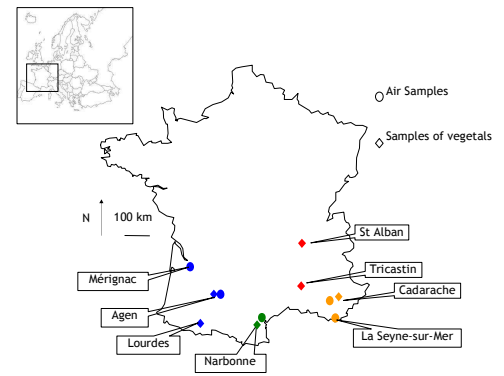 Air Samples
Samples of vegetals
N
100 km
St Alban
Tricastin
Mérignac
Cadarache
Agen
La Seyne-sur-Mer
Lourdes
Narbonne